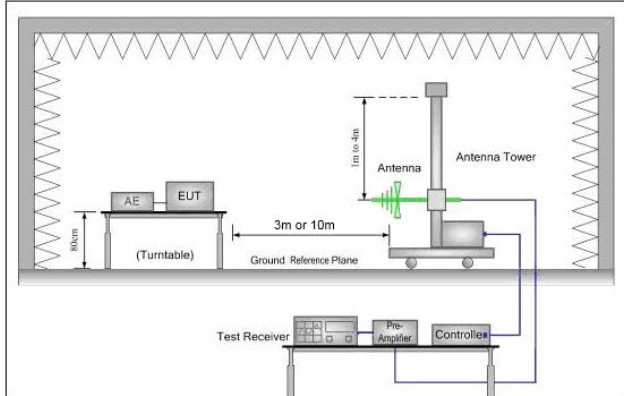 1m to 4m
Antenna
Antenna Tower
AE
EUT
3m or 10m
80cm
(Turntable)
Ground Reference Plane
Test Receiver
Pre-
Amplifier
Controlle